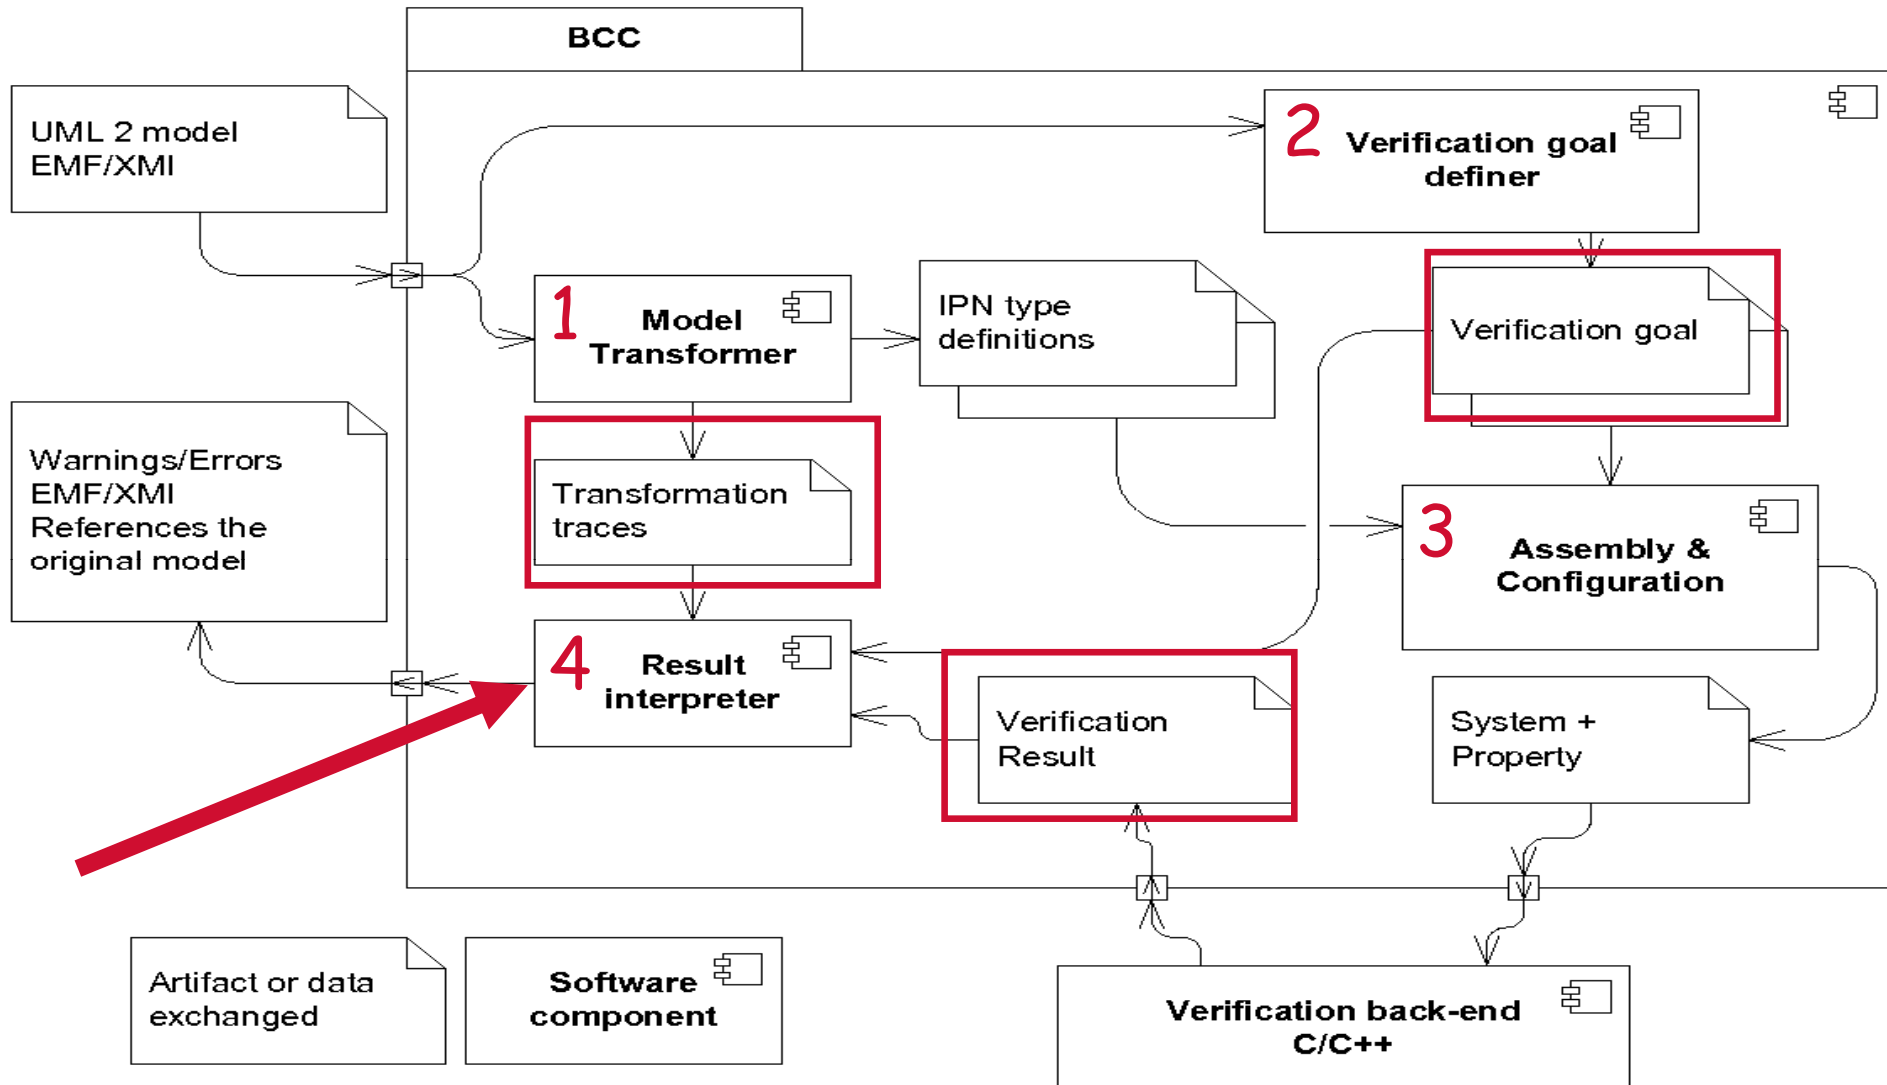 BCC
UML 2 model
EMF/XMI
2
Verification goal
definer
1
Model
Transformer
IPN type
definitions
Verification goal
Warnings/Errors
EMF/XMI
References the
original model
Transformation
traces
3
Assembly &
Configuration
4
Result
interpreter
Verification
Result
System +
Property
Artifact or data
exchanged
Software
component
Verification back-end
C/C++